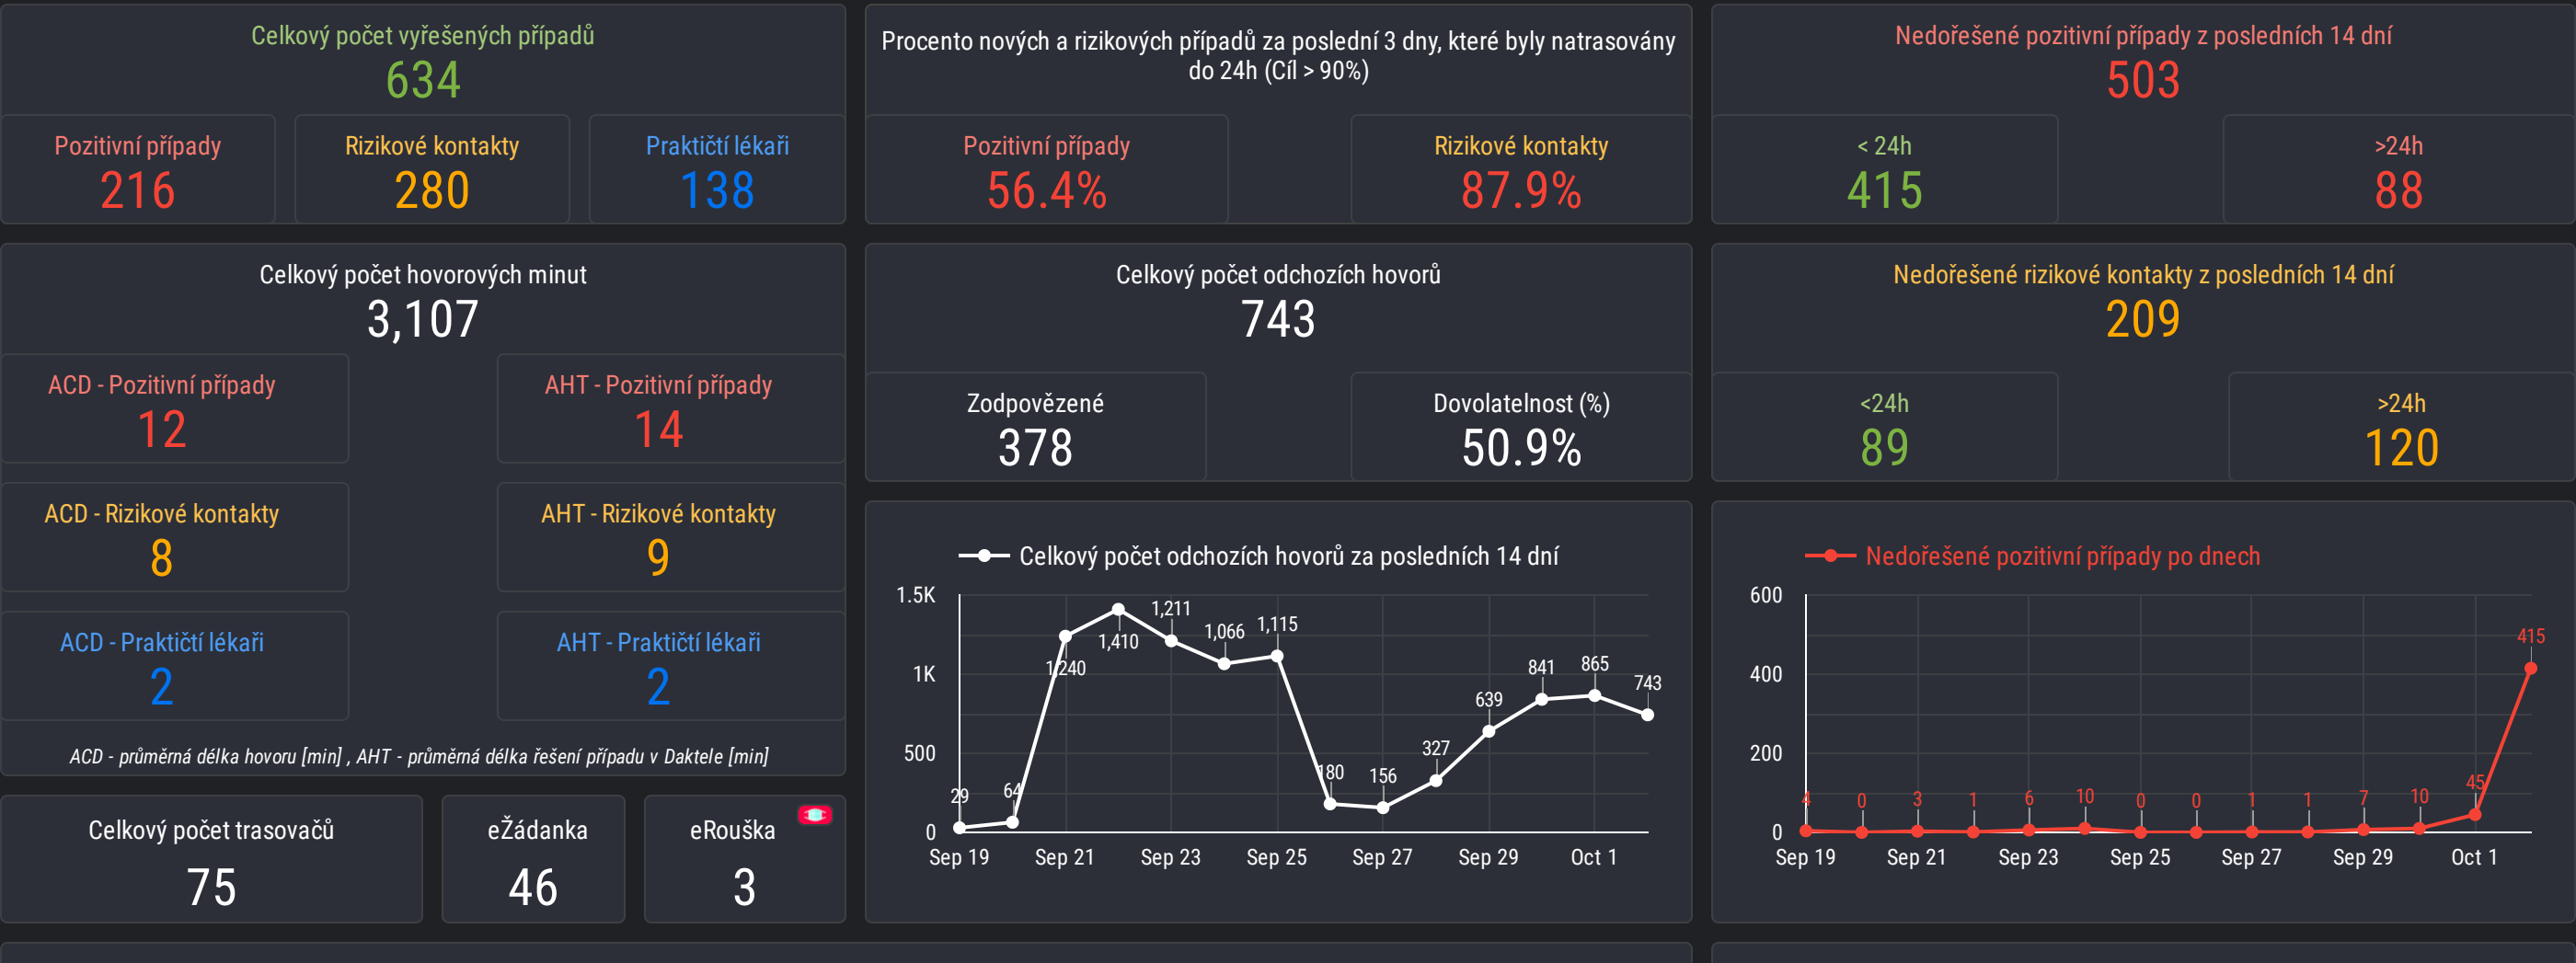 Celkový počet vyřešených případů
634
Pozitivní případy
216
Rizikové kontakty
280
Praktičtí lékaři
138
Procento nových a rizikových případů za poslední 3 dny, které byly natrasovány
do 24h (Cíl > 90%)
Pozitivní případy
56.4%
Rizikové kontakty
87.9%
Nedořešené pozitivní případy z posledních 14 dní
503
< 24h
415
>24h
88
Celkový počet hovorových minut
3,107
ACD - Pozitivní případy
12
AHT - Pozitivní případy
14
ACD - Rizikové kontakty
8
AHT - Rizikové kontakty
9
ACD - Praktičtí lékaři
2
AHT - Praktičtí lékaři
2
ACD - průměrná délka hovoru [min] , AHT - průměrná délka řešení případu v Daktele [min]
Celkový počet odchozích hovorů
743
Zodpovězené
378
Dovolatelnost (%)
50.9%
Nedořešené rizikové kontakty z posledních 14 dní
209
<24h
89
>24h
120
Celkový počet trasovačů
75
eŽádanka
46
eRouška
3
Celkový počet odchozích hovorů za posledních 14 dní
1.5K
1K
500
0
29
64
1,240
1,410
1,211
1,066
1,115
180
156
327
639
841
865
743
Sep 19
Sep 21
Sep 23
Sep 25
Sep 27
Sep 29
Oct 1
Nedořešené pozitivní případy po dnech
600
400
200
0
4
0
3
1
6
10
0
0
1
1
7
10
45
415
Sep 19
Sep 21
Sep 23
Sep 25
Sep 27
Sep 29
Oct 1